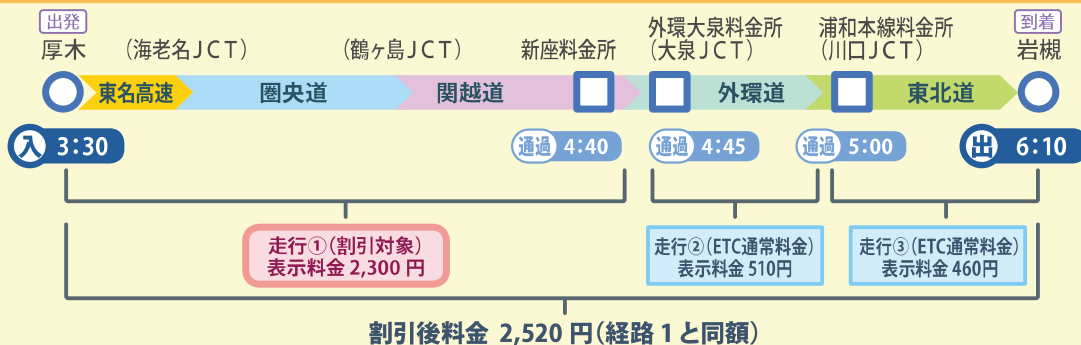 出発
厚木
(海老名JCT)
(鶴ヶ島JCT)
新座料金所
外環大泉料金所
(大泉JCT)
浦和本線料金所
(川口JCT)
到着
岩槻
東名高速
圏央道
関越道
外環道
東北道
入 3:30
通過 4:40
通過 4:45
通過 5:00
出 6:10
走行①(割引対象)
表示料金 2,300 円
走行②(ETC通常料金)
表示料金 510円
走行③(ETC通常料金)
表示料金 460円
割引後料金 2,520 円(経路1と同額)